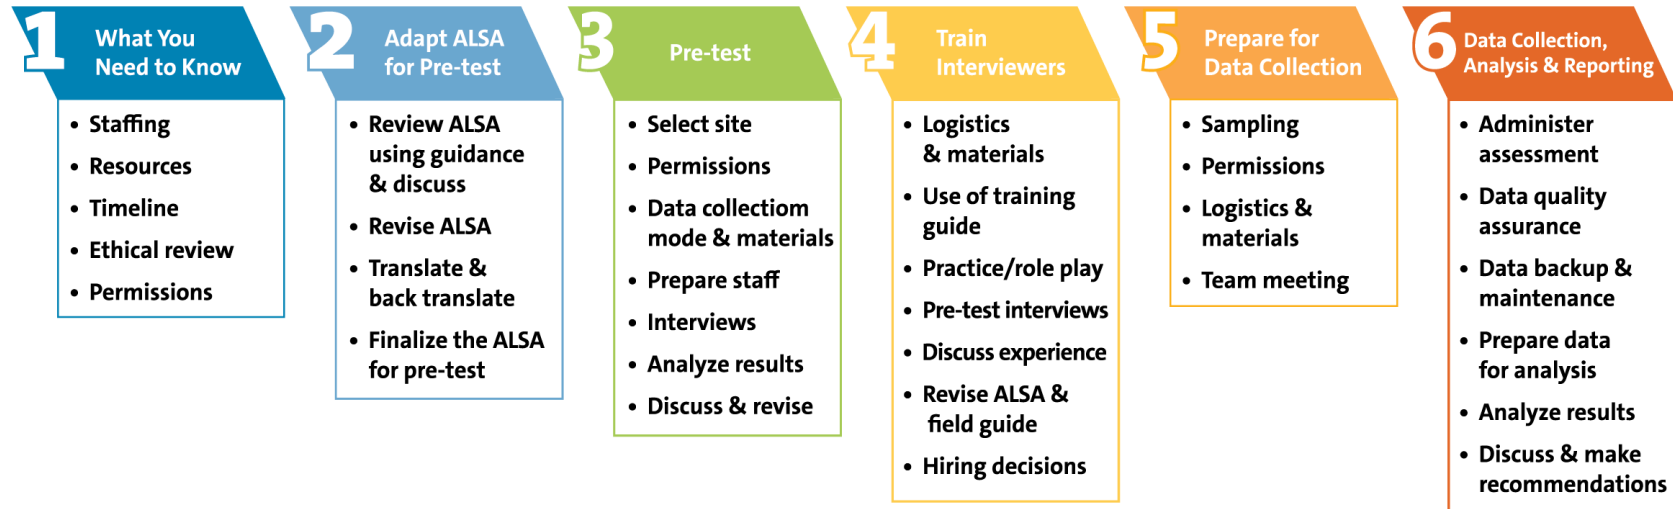 1
What You
Need to Know
• Staffing
• Resources
• Timeline
• Ethical review
• Permissions
2
Adapt ALSA
for Pre-test
• Review ALSA
using guidance
& discuss
• Revise ALSA
• Translate &
back translate
• Finalize the ALSA
for pre-test
3
Pre-test
• Select site
• Permissions
• Data collectiom
mode & materials
• Prepare staff
• Interviews
• Analyze results
• Discuss & revise
4
Train
Interviewers
• Logistics
& materials
• Use of training
guide
• Practice/role play
• Pre-test interviews
• Discuss experience
• Revise ALSA &
field guide
• Hiring decisions
5
Prepare for
Data Collection
• Sampling
• Permissions
• Logistics &
materials
• Team meeting
6
Data Collection,
Analysis & Reporting
• Administer
assessment
• Data quality
assurance
• Data backup &
maintenance
• Prepare data
for analysis
• Analyze results
• Discuss & make
recommendations